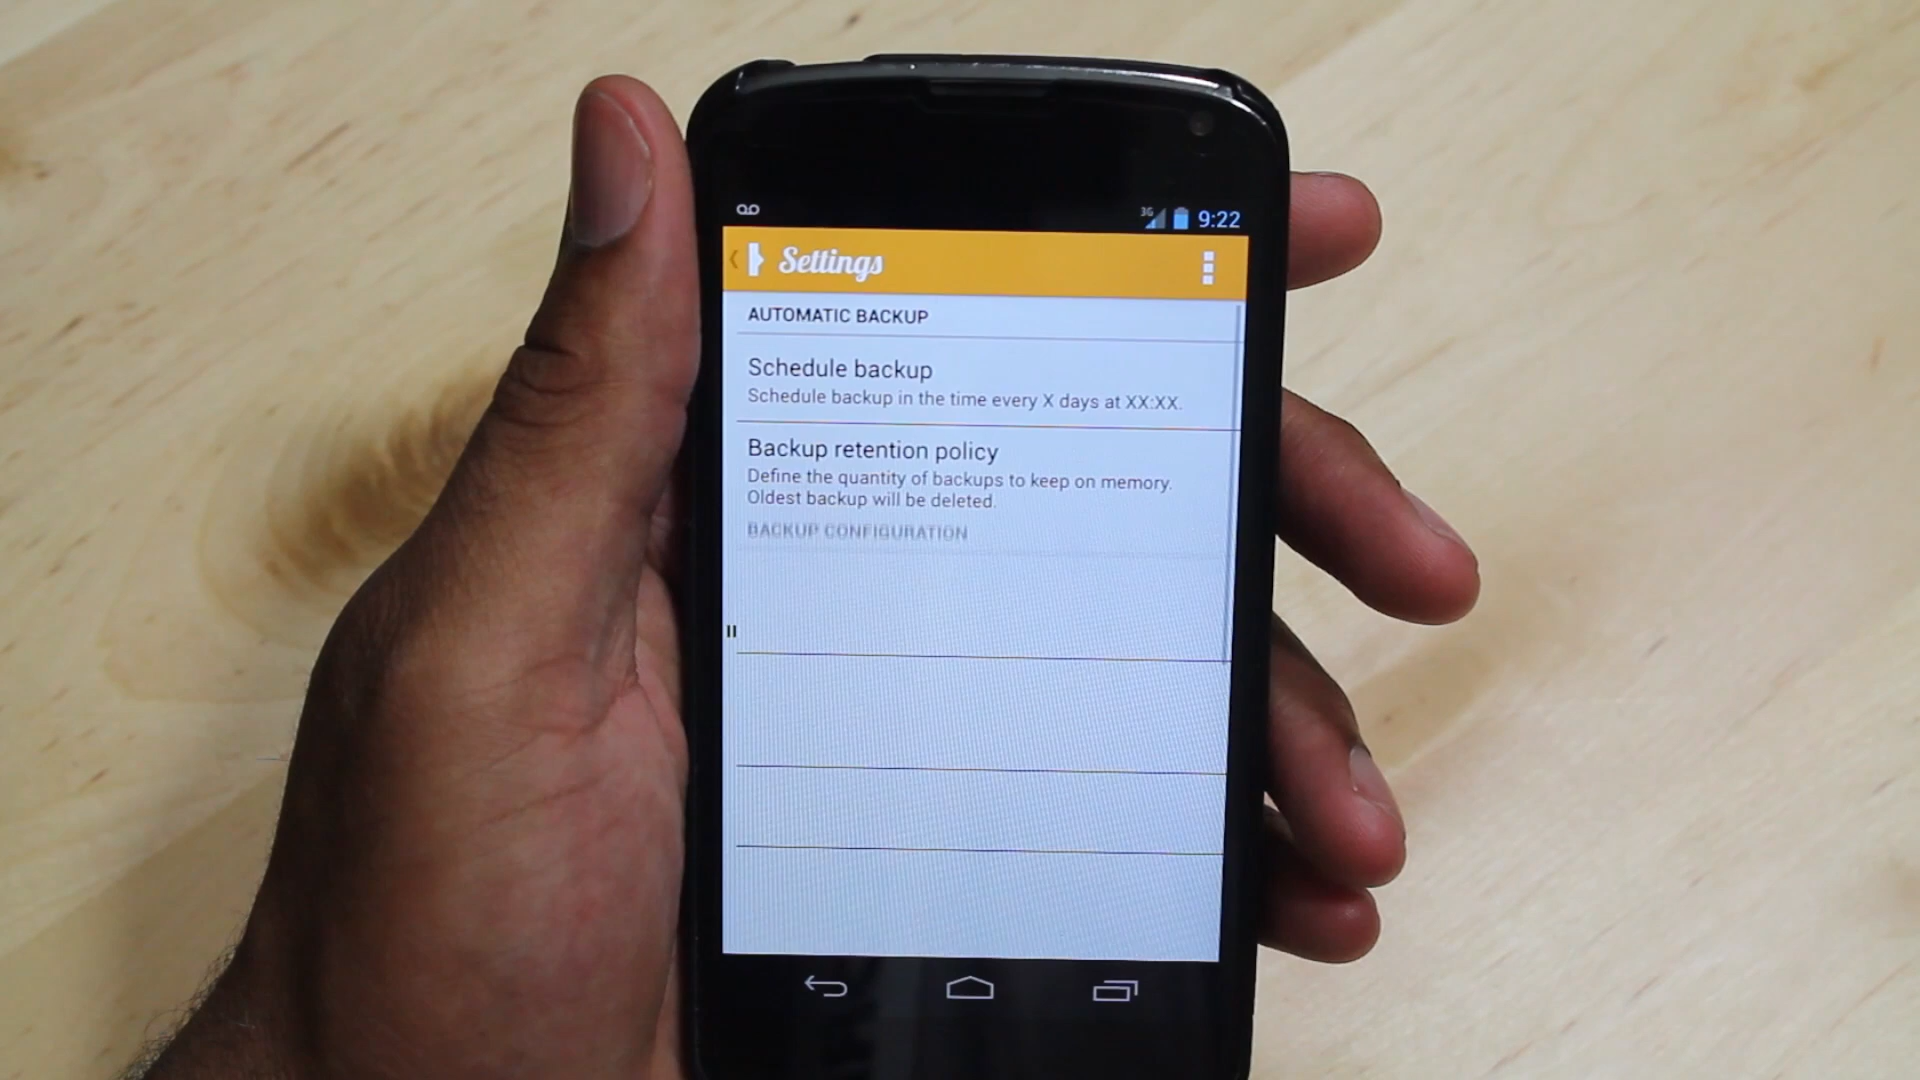 3G 9:22
Settings
AUTOMATIC BACKUP
Schedule backup
Schedule backup in the time every X days at XX:XX.
Backup retention policy
Define the quantity of backups to keep on memory.
Oldest backup will be deleted.
BACKUP CONFIGURATION